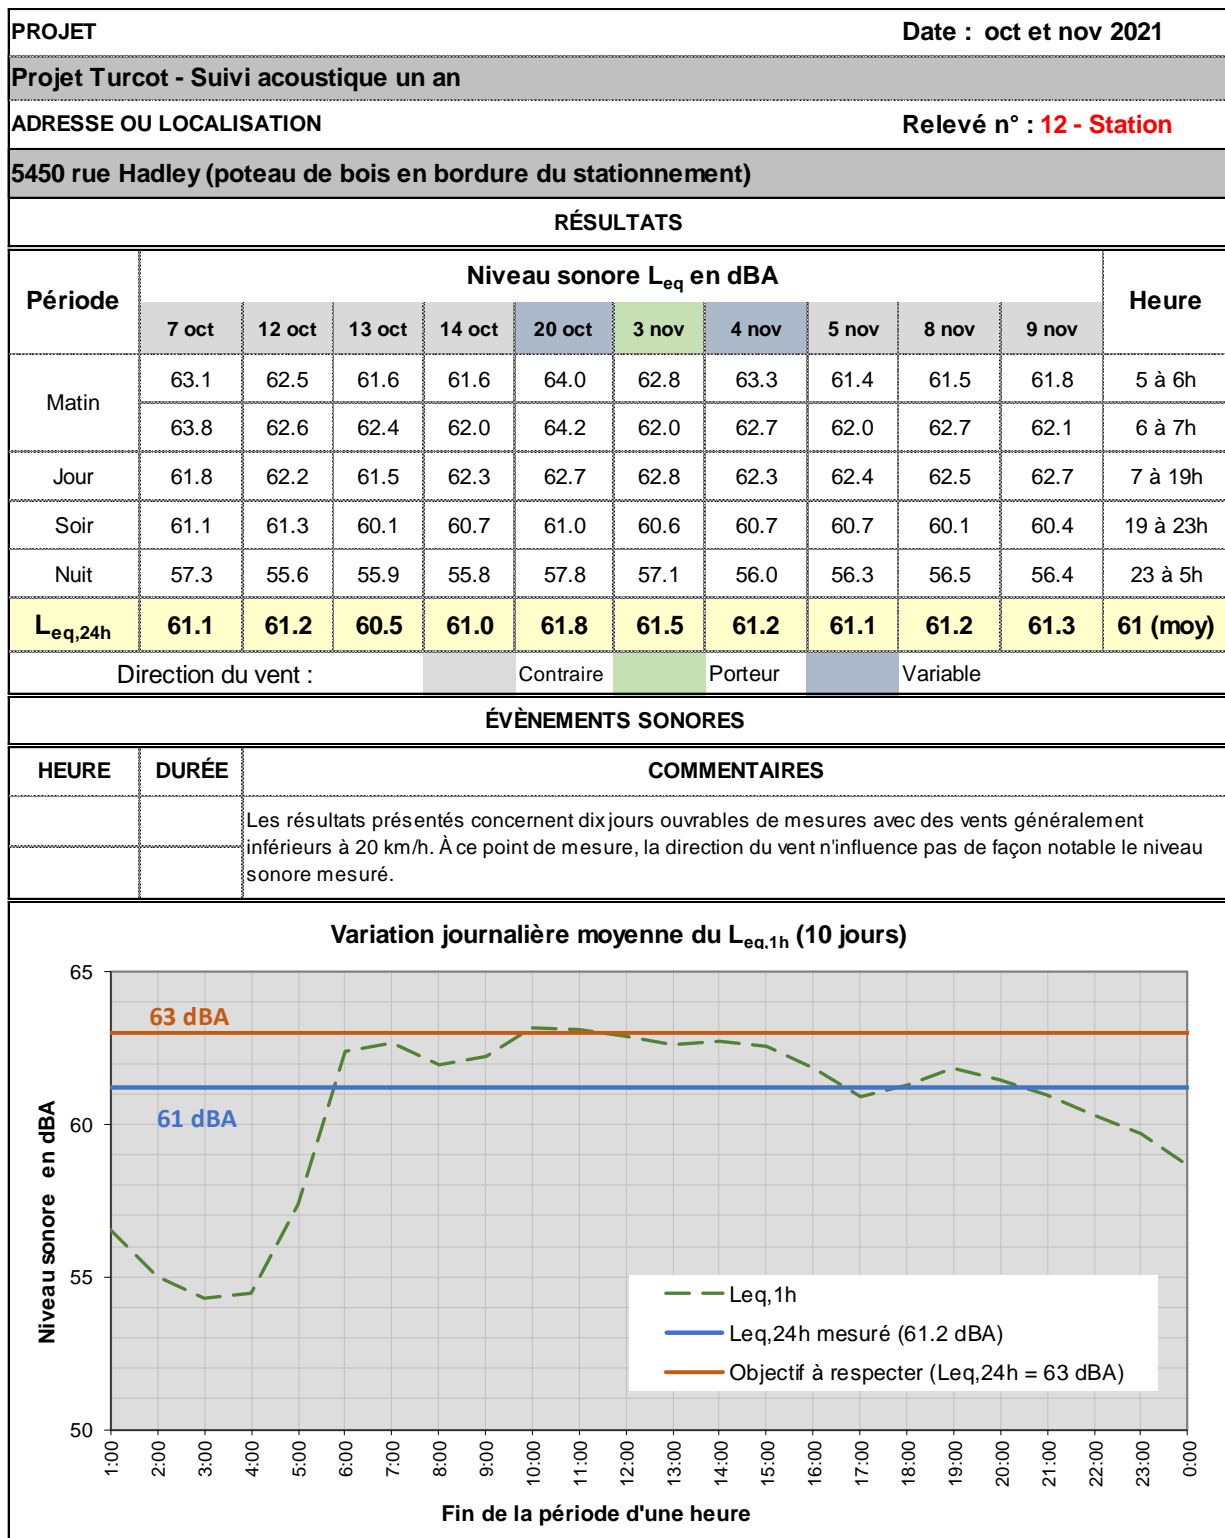 PROJET Date : oct et nov 2021
Projet Turcot - Suivi acoustique un an
ADRESSE OU LOCALISATION Relevé n° : 12 - Station
5450 rue Hadley (poteau de bois en bordure du stationnement)
RÉSULTATS
Période Niveau sonore Leq en dBA Heure
7 oct 12 oct 13 oct 14 oct 20 oct 3 nov 4 nov 5 nov 8 nov 9 nov
Matin 63.1 62.5 61.6 61.6 64.0 62.8 63.3 61.4 61.5 61.8 5 à 6h
63.8 62.6 62.4 62.0 64.2 62.0 62.7 62.0 62.7 62.1 6 à 7h
Jour 61.8 62.2 61.5 62.3 62.7 62.8 62.3 62.4 62.5 62.7 7 à 19h
Soir 61.1 61.3 60.1 60.7 61.0 60.6 60.7 60.7 60.1 60.4 19 à 23h
Nuit 57.3 55.6 55.9 55.8 57.8 57.1 56.0 56.3 56.5 56.4 23 à 5h
Leq,24h 61.1 61.2 60.5 61.0 61.8 61.5 61.2 61.1 61.2 61.3 61 (moy)
Direction du vent : Contraire Porteur Variable
ÉVÈNEMENTS SONORES
HEURE DURÉE COMMENTAIRES
Les résultats présentés concernent dix jours ouvrables de mesures avec des vents généralement
inférieurs à 20 km/h. À ce point de mesure, la direction du vent n'influence pas de façon notable le niveau
sonore mesuré.
Variation journalière moyenne du Leq,1h (10 jours)
65
63 dBA
61 dBA
60
55
50
Niveau sonore en dBA
Leq,1h
Leq,24h mesuré (61.2 dBA)
Objectif à respecter (Leq,24h = 63 dBA)
1:00 2:00 3:00 4:00 5:00 6:00 7:00 8:00 9:00 10:00 11:00 12:00 13:00 14:00 15:00 16:00 17:00 18:00 19:00 20:00 21:00 22:00 23:00 0:00
Fin de la période d'une heure